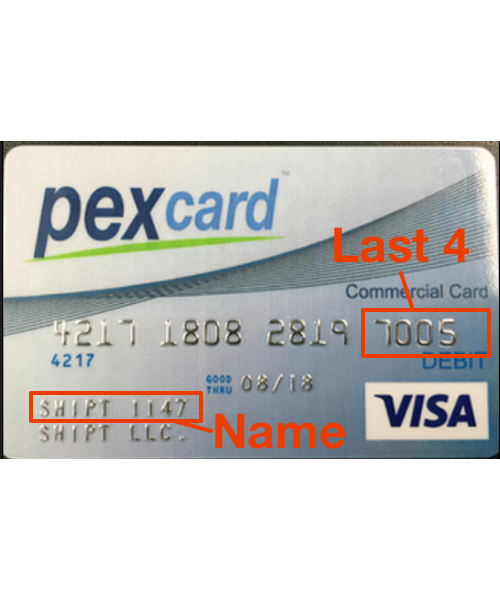 pexcard™
Last 4
Commercial Card
4217 1808 2819 7005
4217
DEBIT
GOOD THRU 08/18
SHIPT 1147
VISA
SHIPT LLC.
Name